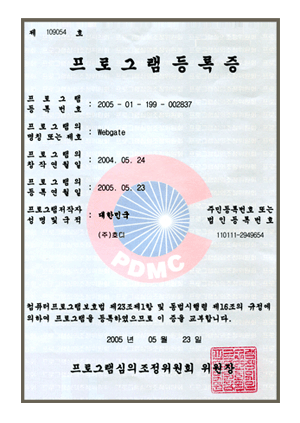 제 109054 호
프로그램등록증
프로그램
등록번호 : 2005 - 01 - 199 - 002837
프로그램의
명칭 또는 제호 : Webgate
프로그램의
창작연월일 : 2004. 05. 24
프로그램의
등록연월일 : 2005. 05. 23
프로그램저작자 : 대한민국 주민등록번호 또는
성명 및 국적 (주)호디 법인등록번호
110111-2949654
PDMC
컴퓨터프로그램보호법 제23조제1항 및 동법시행령 제16조의 규정에
의하여 프로그램을 등록하였으므로 이 증을 교부합니다.
2005 년 05 월 23 일
프로그램심의조정위원회 위원장